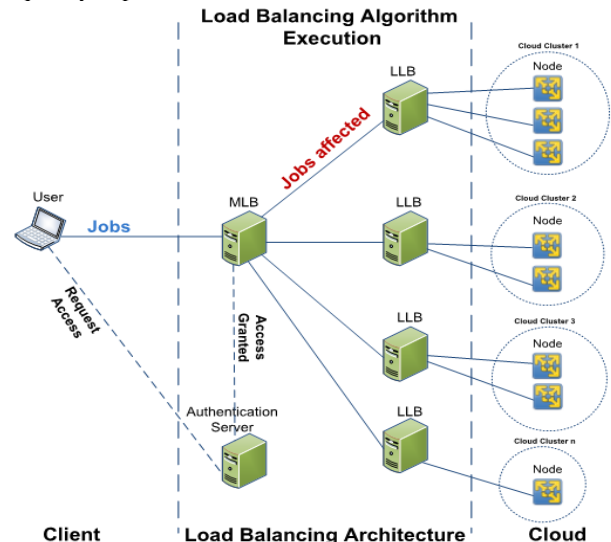 Load Balancing Algorithm
Execution
Cloud Cluster 1
Node
LLB
Jobs affected
User
Jobs
MLB
LLB
Cloud Cluster 2
Node
Request
Access
Access
Granted
LLB
Cloud Cluster 3
Node
Authentication
Server
LLB
Cloud Cluster n
Node
Client
Load Balancing Architecture
Cloud